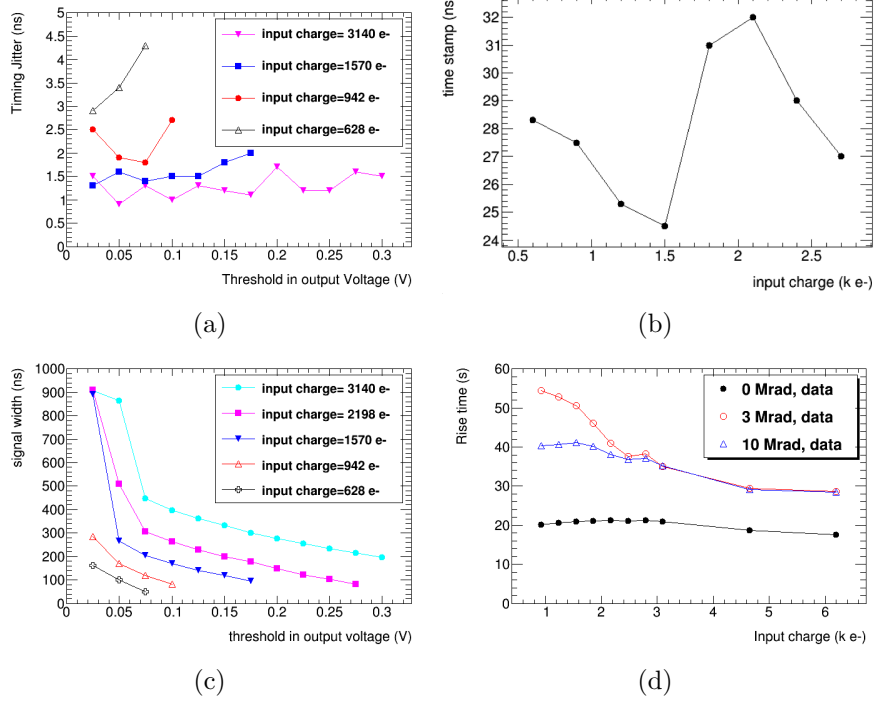 Timing Jitter (ns)
5
4.5
4
3.5
3
2.5
2
1.5
1
0.5
0
0 0.05 0.1 0.15 0.2 0.25 0.3
Threshold in output Voltage (V)
input charge= 3140 e-
input charge=1570 e-
input charge=942 e-
input charge=628 e-
(a)
time stamp (ns)
32
31
30
29
28
27
26
25
24
0.5 1 1.5 2 2.5
input charge (k e-)
(b)
signal width (ns)
1000
900
800
700
600
500
400
300
200
100
0
0 0.05 0.1 0.15 0.2 0.25 0.3
threshold in output voltage (V)
input charge= 3140 e-
input charge= 2198 e-
input charge=1570 e-
input charge=942 e-
input charge=628 e-
(c)
Rise time (s)
60
50
40
30
20
10
0
1 2 3 4 5 6
Input charge (k e-)
0 Mrad, data
3 Mrad, data
10 Mrad, data
(d)